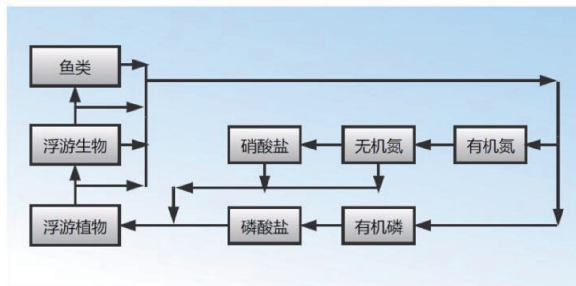 鱼类
浮游生物
硝酸盐
无机氮
有机氮
浮游植物
磷酸盐
有机磷